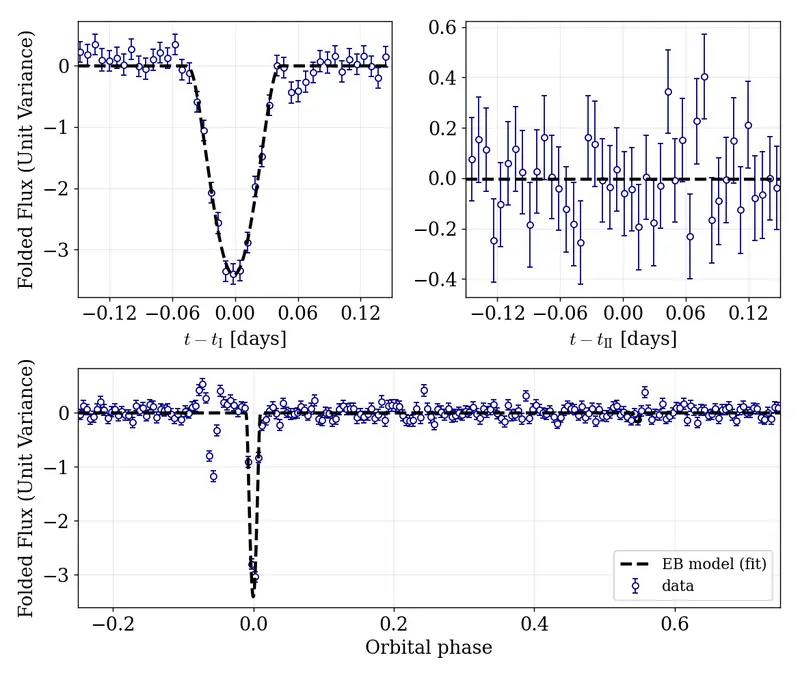 Folded Flux (Unit Variance)
0
−1
−2
−3
−0.12 −0.06 0.00 0.06 0.12
t − tI [days]
0.6
0.4
0.2
0.0
−0.2
−0.4
−0.12 −0.06 0.00 0.06 0.12
t − tII [days]
Folded Flux (Unit Variance)
0
−1
−2
−3
EB model (fit)
data
−0.2 0.0 0.2 0.4 0.6
Orbital phase